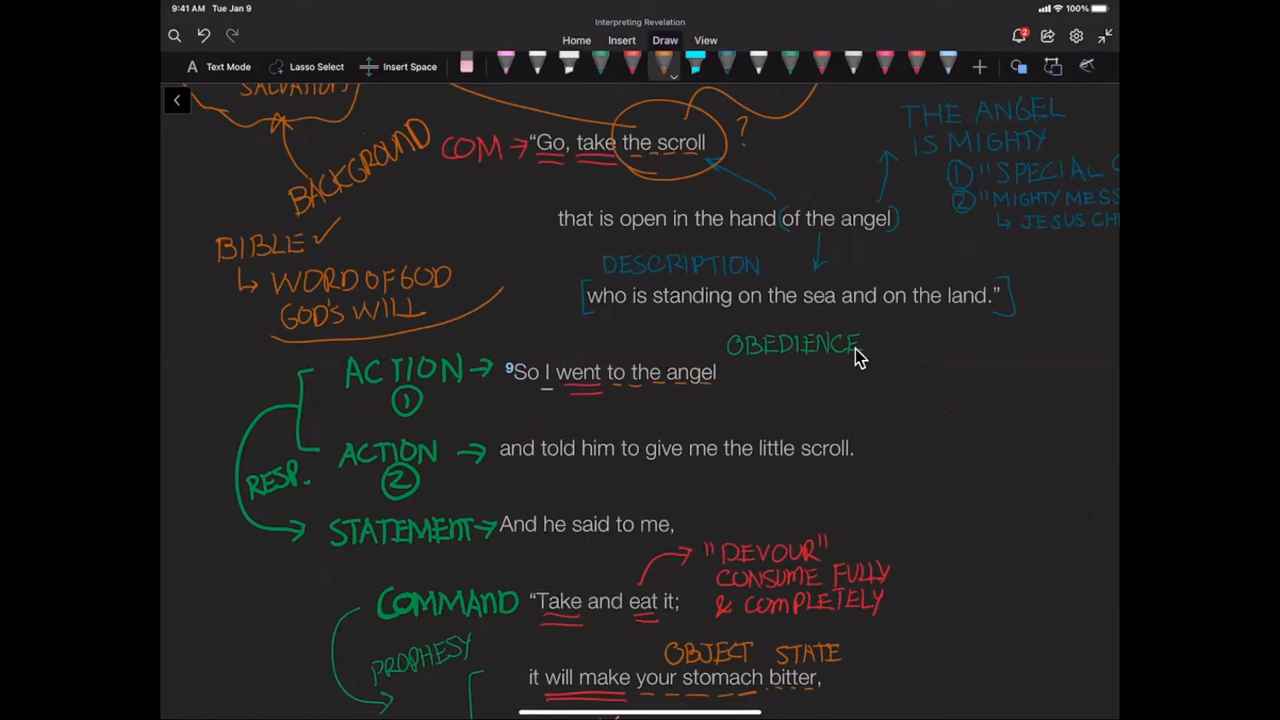 9:41 AM Tue Jan 9
100%
Interpreting Revelation
Home Insert Draw View
2
Text Mode Lasso Select Insert Space
SALVATION
THE ANGEL
IS MIGHTY
① "SPECIAL C
② "MIGHTY MESS
↳ JESUS CH
BACKGROUND
COM → "Go, take the scroll ?
that is open in the hand (of the angel)
BIBLE ✓
↳ WORD OF GOD
GOD'S WILL
DESCRIPTION
[who is standing on the sea and on the land."]
OBEDIENCE
ACTION → 9So I went to the angel
①
ACTION → and told him to give me the little scroll.
②
RESP.
STATEMENT → And he said to me,
"DEVOUR"
CONSUME FULLY
& COMPLETELY
COMMAND "Take and eat it;
PROPHESY
OBJECT STATE
it will make your stomach bitter,